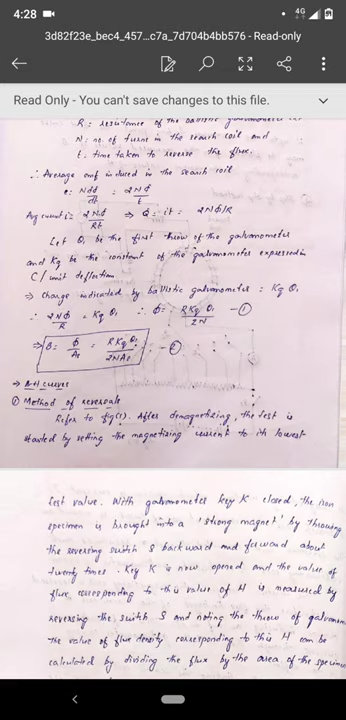 4:28
4G
3d82f23e_bec4_457...c7a_7d704b4bb576 - Read-only
Read Only - You can't save changes to this file.
R = resistance of the ballistic galvanometer
N = no. of turns in the search coil and
t = time taken to reverse the flux.
∴ Average emf induced in the search coil
e = Ndϕ/dt = 2Nϕ/t
Avg current i = 2Nϕ/Rt ⇒ Q = it = 2Nϕ/R
Let θ₁ be the first throw of the galvanometer
and Kq be the constant of the galvanometer expressed in
C/unit deflection
⇒ Charge indicated by ballistic galvanometer = Kq θ₁
∴ 2Nϕ/R = Kq θ₁ ∴ ϕ = RKq θ₁/2N —①
⇒ B = ϕ/As = RKq θ₁/2NAs —②
⇒ B-H curves
① Method of reversals
Refer to fig(1). After demagnetizing, the test is
started by setting the magnetizing current to its lowest
test value. With galvanometer key K closed, the iron
specimen is brought into a 'strong magnet' by throwing
the reversing switch S backward and forward about
twenty times. Key K is now opened and the value of
flux corresponding to this value of H is measured by
reversing the switch S and noting the throw of galvanom
the value of flux density corresponding to this H can be
calculated by dividing the flux by the area of the specime